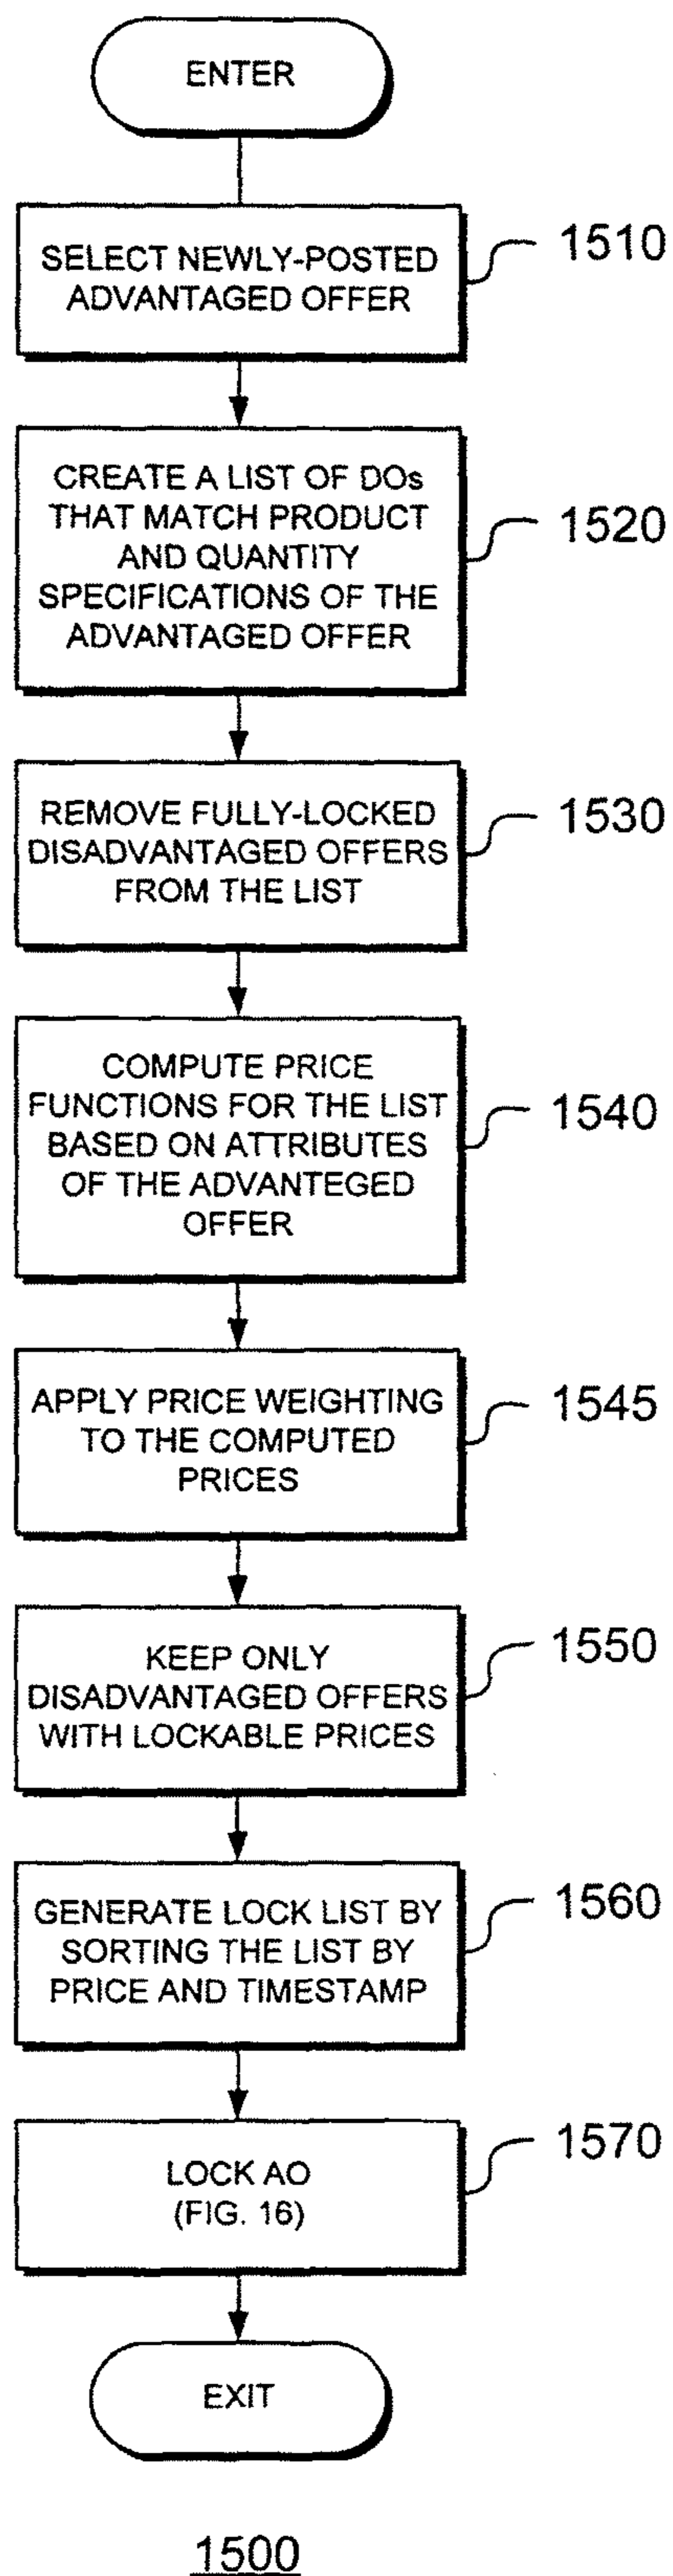 ENTER
SELECT NEWLY-POSTED
ADVANTAGED OFFER
1510
CREATE A LIST OF DOs
THAT MATCH PRODUCT
AND QUANTITY
SPECIFICATIONS OF THE
ADVANTAGED OFFER
1520
REMOVE FULLY-LOCKED
DISADVANTAGED OFFERS
FROM THE LIST
1530
COMPUTE PRICE
FUNCTIONS FOR THE LIST
BASED ON ATTRIBUTES
OF THE ADVANTEGED
OFFER
1540
APPLY PRICE WEIGHTING
TO THE COMPUTED
PRICES
1545
KEEP ONLY
DISADVANTAGED OFFERS
WITH LOCKABLE PRICES
1550
GENERATE LOCK LIST BY
SORTING THE LIST BY
PRICE AND TIMESTAMP
1560
LOCK AO
(FIG. 16)
1570
EXIT
1500